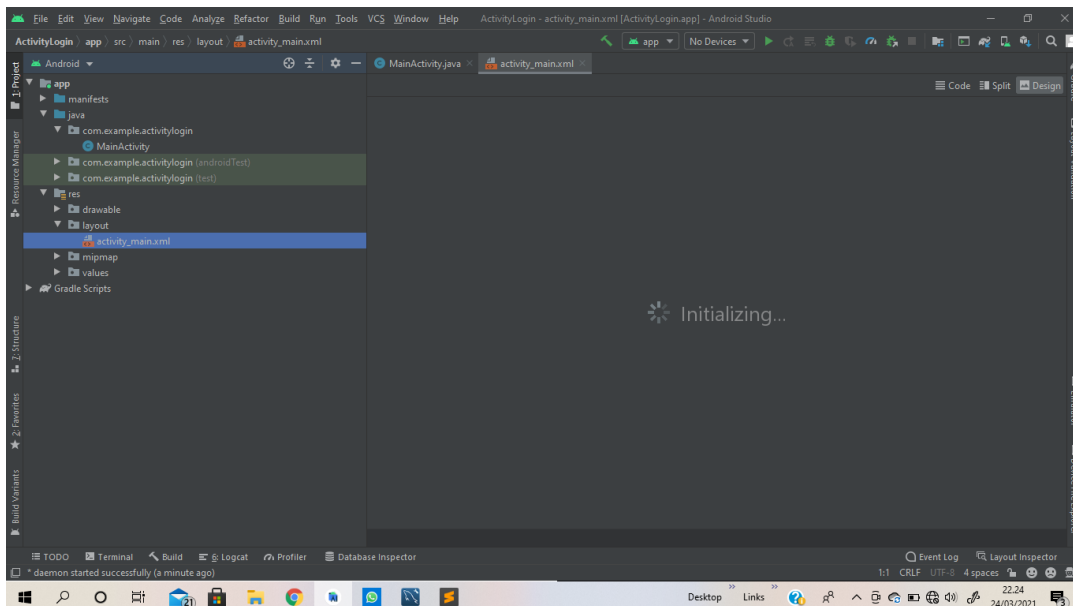 File Edit View Navigate Code Analyze Refactor Build Run Tools VCS Window Help ActivityLogin - activity_main.xml [ActivityLogin.app] - Android Studio
ActivityLogin app src main res layout activity_main.xml app No Devices
1: Project
Android
MainActivity.java
activity_main.xml
Code Split Design
app
manifests
java
com.example.activitylogin
MainActivity
com.example.activitylogin (androidTest)
com.example.activitylogin (test)
res
drawable
layout
activity_main.xml
mipmap
values
Gradle Scripts
Resource Manager
7: Structure
2: Favorites
Build Variants
Initializing...
TODO Terminal Build 6: Logcat Profiler Database Inspector Event Log Layout Inspector
* daemon started successfully (a minute ago) 1:1 CRLF UTF-8 4 spaces
21 Desktop Links 22.24
24/03/2021 3